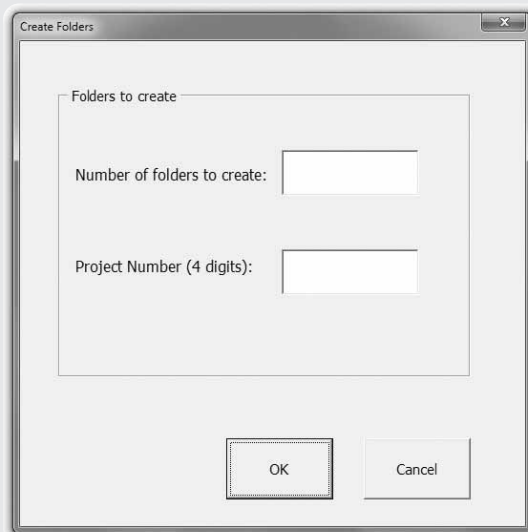 Create Folders
x
Folders to create
Number of folders to create:
Project Number (4 digits):
OK
Cancel